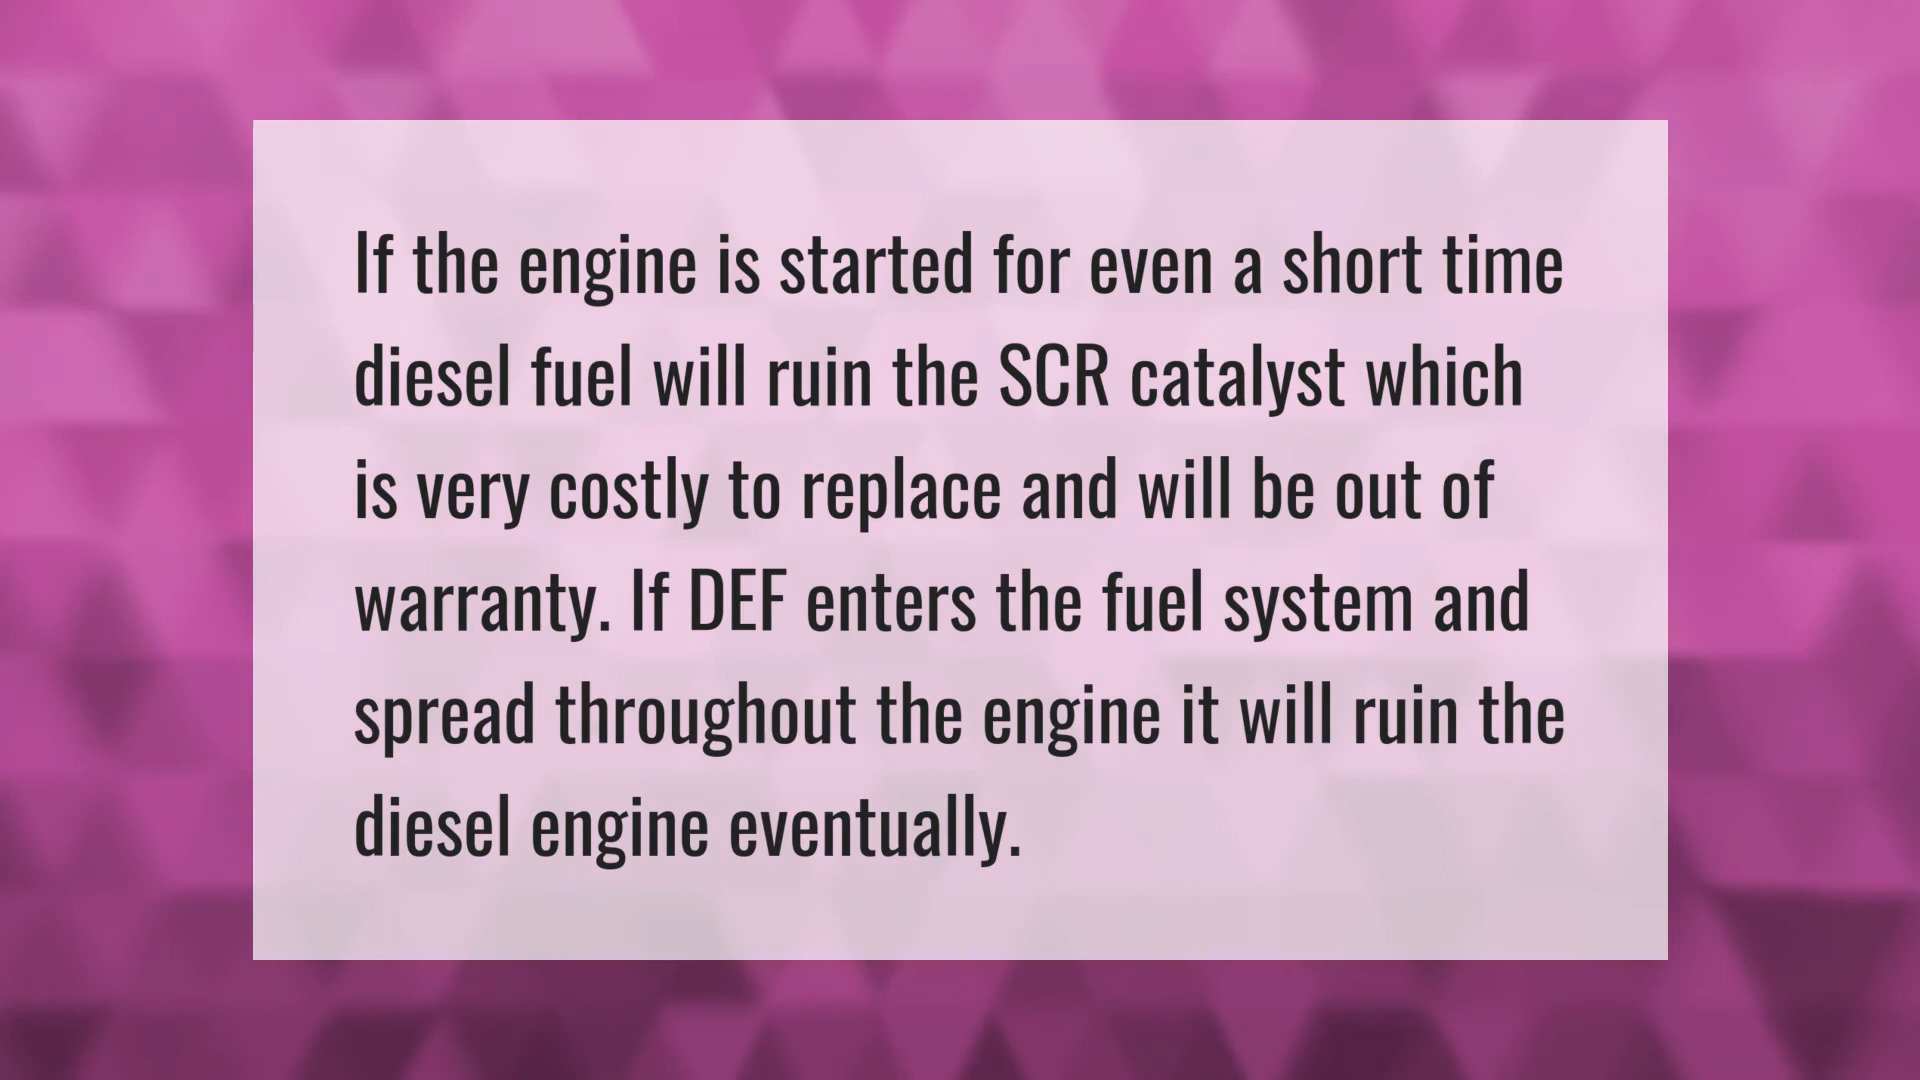 If the engine is started for even a short time
diesel fuel will ruin the SCR catalyst which
is very costly to replace and will be out of
warranty. If DEF enters the fuel system and
spread throughout the engine it will ruin the
diesel engine eventually.